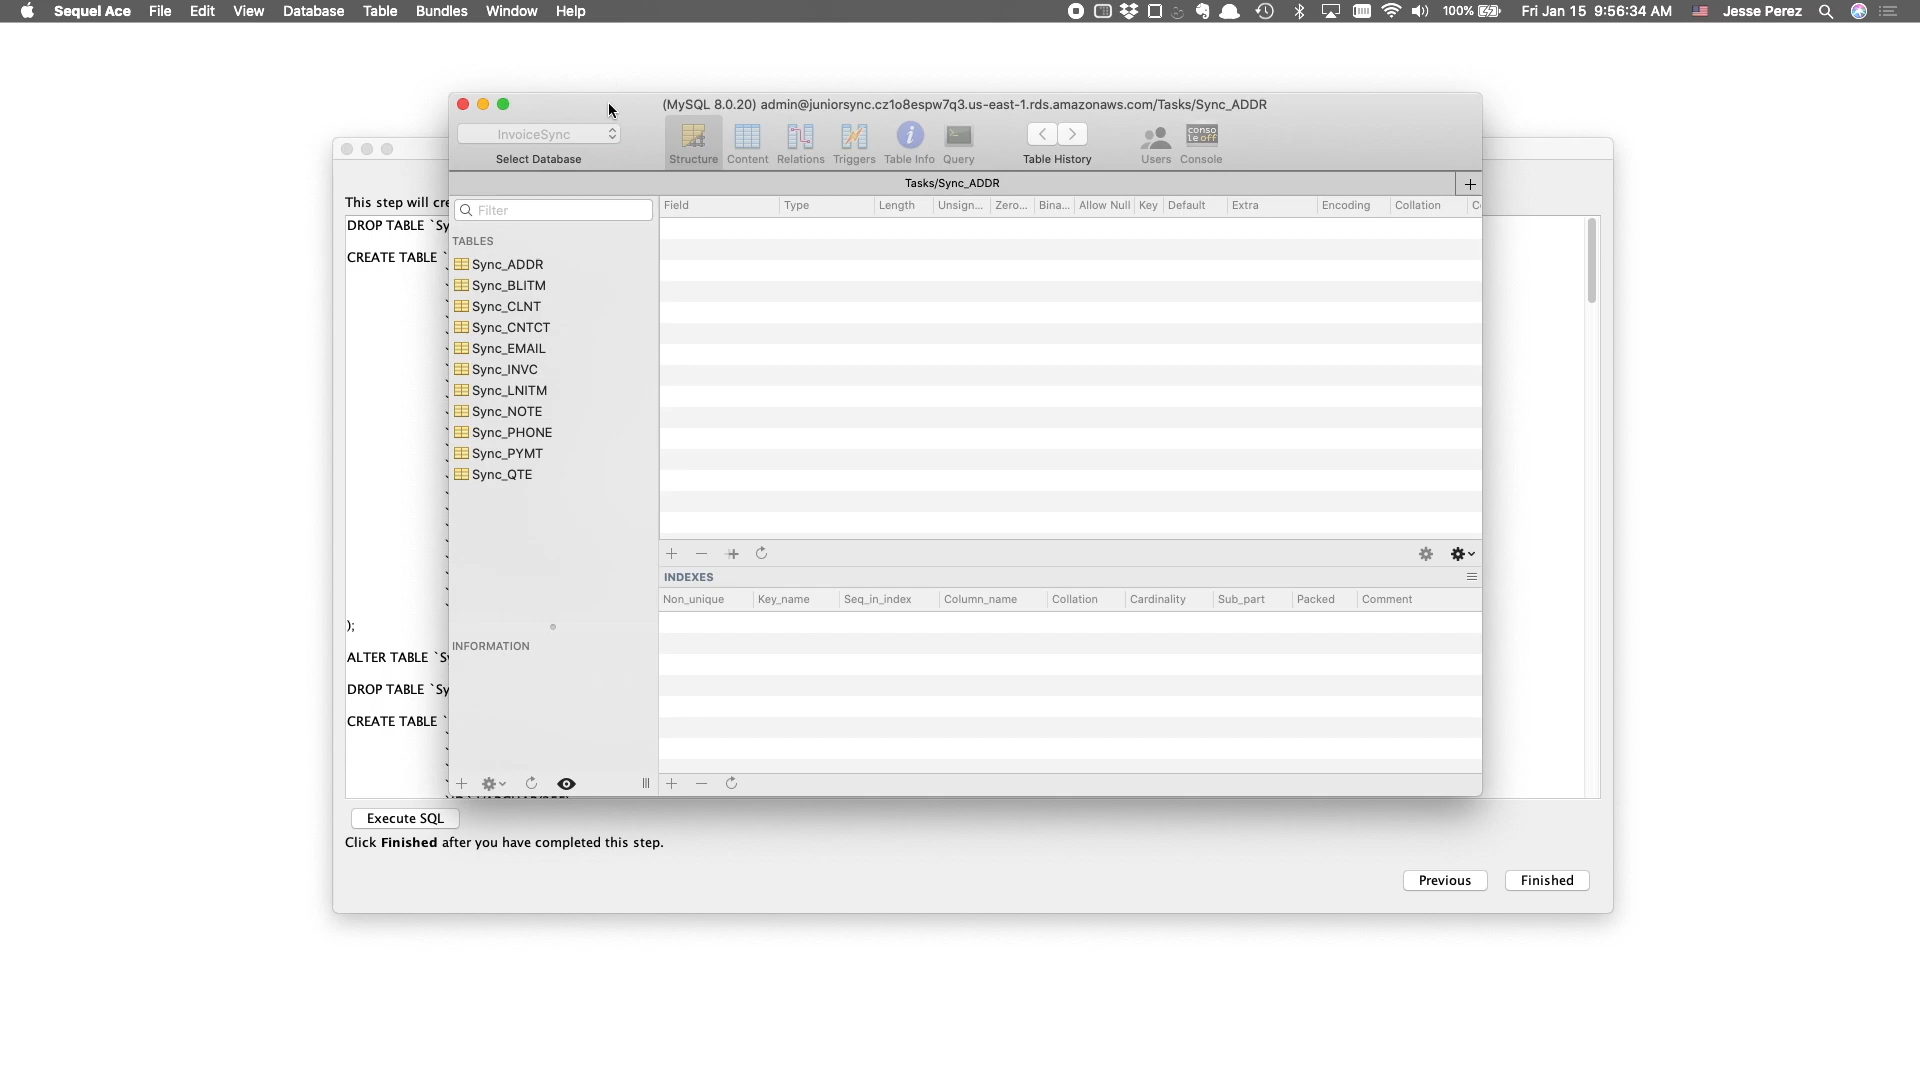 Sequel Ace File Edit View Database Table Bundles Window Help 100% Fri Jan 15 9:56:34 AM Jesse Perez
(MySQL 8.0.20) admin@juniorsync.cz1o8espw7q3.us-east-1.rds.amazonaws.com/Tasks/Sync_ADDR
InvoiceSync
conso
le off
Select Database Structure Content Relations Triggers Table Info Query Table History Users Console
Tasks/Sync_ADDR
This step will cre
Filter
Field Type Length Unsign... Zero... Bina... Allow Null Key Default Extra Encoding Collation
DROP TABLE `Sy
TABLES
CREATE TABLE `
Sync_ADDR
Sync_BLITM
Sync_CLNT
Sync_CNTCT
Sync_EMAIL
Sync_INVC
Sync_LNITM
Sync_NOTE
Sync_PHONE
Sync_PYMT
Sync_QTE
INDEXES
Non_unique Key_name Seq_in_index Column_name Collation Cardinality Sub_part Packed Comment
);
INFORMATION
ALTER TABLE `Sy
DROP TABLE `Sy
CREATE TABLE `
Execute SQL
Click Finished after you have completed this step.
Previous Finished